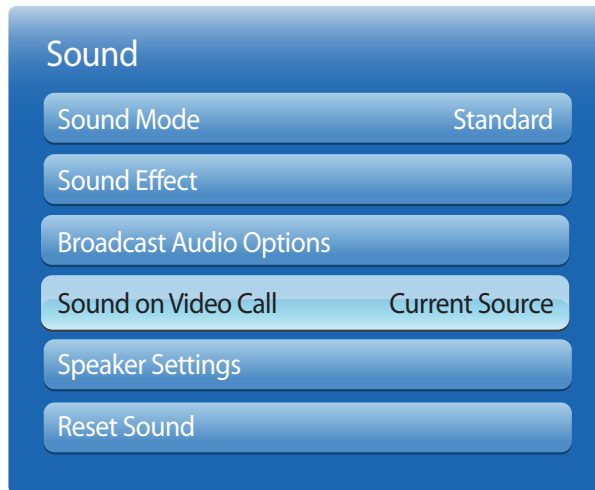 Sound
Sound Mode Standard
Sound Effect
Broadcast Audio Options
Sound on Video Call Current Source
Speaker Settings
Reset Sound